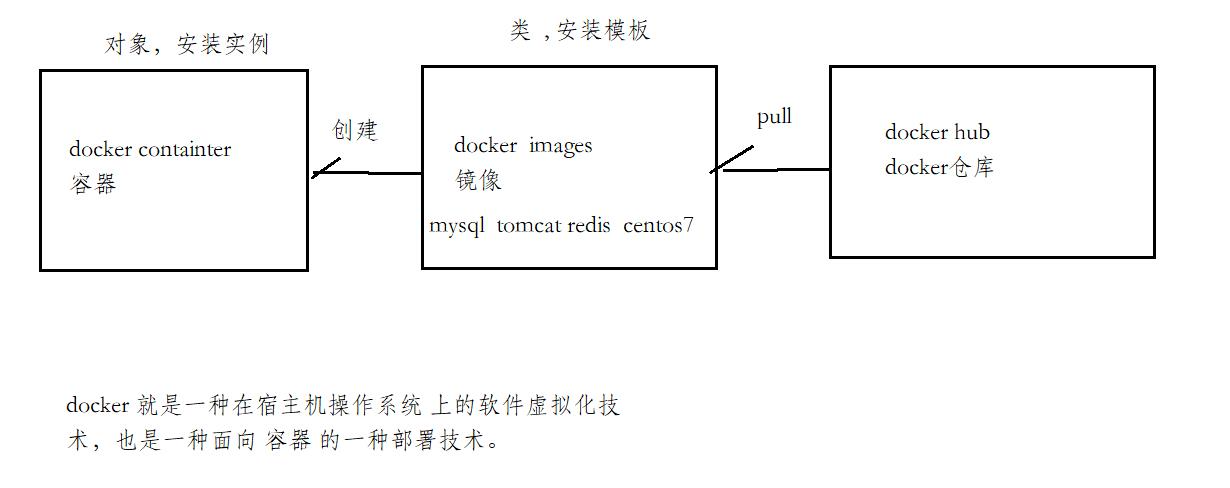 对象，安装实例
类 ,安装模板
docker containter
容器
创建
docker images
镜像
mysql tomcat redis centos7
pull
docker hub
docker仓库
docker 就是一种在宿主机操作系统 上的软件虚拟化技
术，也是一种面向 容器 的一种部署技术。